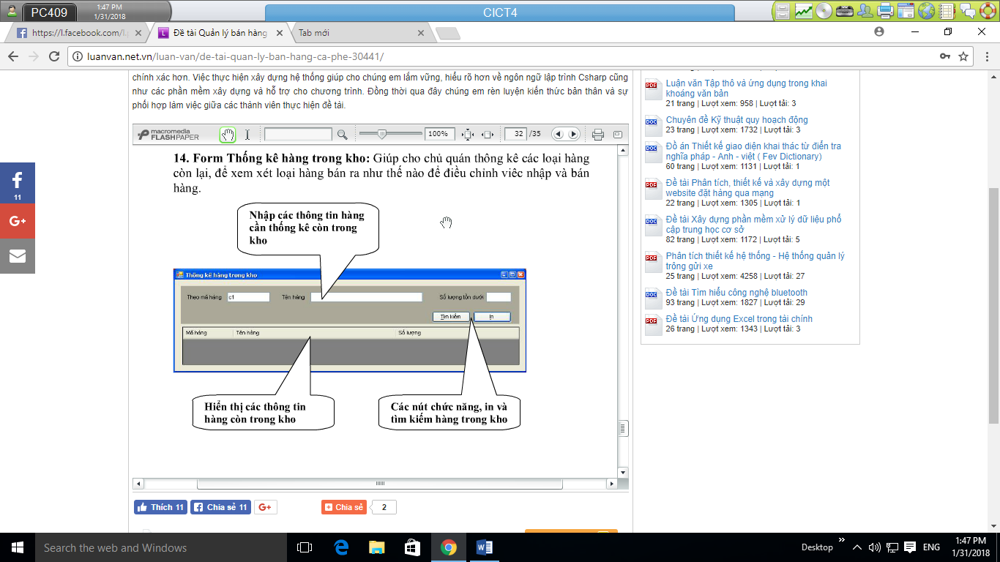 PC409
1:47 PM
1/31/2018
CICT4
https://l.facebook.com/l.p
Đề tài Quản lý bán hàng
Tab mới
luanvan.net.vn/luan-van/de-tai-quan-ly-ban-hang-ca-phe-30441/
chính xác hơn. Việc thực hiện xây dựng hệ thống giúp cho chúng em lắm vững, hiểu rõ hơn về ngôn ngữ lập trình Csharp cũng
như các phần mềm xây dựng và hỗ trợ cho chương trình. Đồng thời qua đây chúng em rèn luyện kiến thức bản thân và sự
phối hợp làm việc giữa các thành viên thực hiện đề tài.
macromedia
FLASHPAPER
100%
32 /35
14. Form Thống kê hàng trong kho: Giúp cho chủ quán thông kê các loại hàng
còn lại, để xem xét loại hàng bán ra như thế nào để điều chỉnh viêc nhập và bán
hàng.
Nhập các thông tin hàng
cần thống kê còn trong
kho
Thống kê hàng trong kho
Theo mã hàng
c1
Tên hàng
Số lượng tồn dưới
Tìm kiếm
In
Mã hàng
Tên hàng
Số lượng
Hiển thị các thông tin
hàng còn trong kho
Các nút chức năng, in và
tìm kiếm hàng trong kho
Thích 11
Chia sẻ 11
G+
Chia sẻ
2
11
G+
PDF
Luận văn Tập thô và ứng dụng trong khai
khoáng văn bản
21 trang | Lượt xem: 958 | Lượt tải: 3
DOC
Chuyên đề Kỹ thuật quy hoạch động
23 trang | Lượt xem: 1732 | Lượt tải: 3
DOC
Đồ án Thiết kế giao diện khai thác từ điển tra
nghĩa pháp - Anh - việt ( Fev Dictionary)
60 trang | Lượt xem: 1131 | Lượt tải: 1
PDF
Đề tài Phân tích, thiết kế và xây dựng một
website đặt hàng qua mạng
22 trang | Lượt xem: 1305 | Lượt tải: 1
DOC
Đề tài Xây dựng phần mềm xử lý dữ liệu phổ
cập trung học cơ sở
82 trang | Lượt xem: 1172 | Lượt tải: 5
PDF
Phân tích thiết kế hệ thống - Hệ thống quản lý
trông gửi xe
25 trang | Lượt xem: 4258 | Lượt tải: 27
DOC
Đề tài Tìm hiểu công nghệ bluetooth
93 trang | Lượt xem: 1827 | Lượt tải: 29
PDF
Đề tài Ứng dụng Excel trong tài chính
26 trang | Lượt xem: 1343 | Lượt tải: 3
Search the web and Windows
Desktop
ENG
1:47 PM
1/31/2018